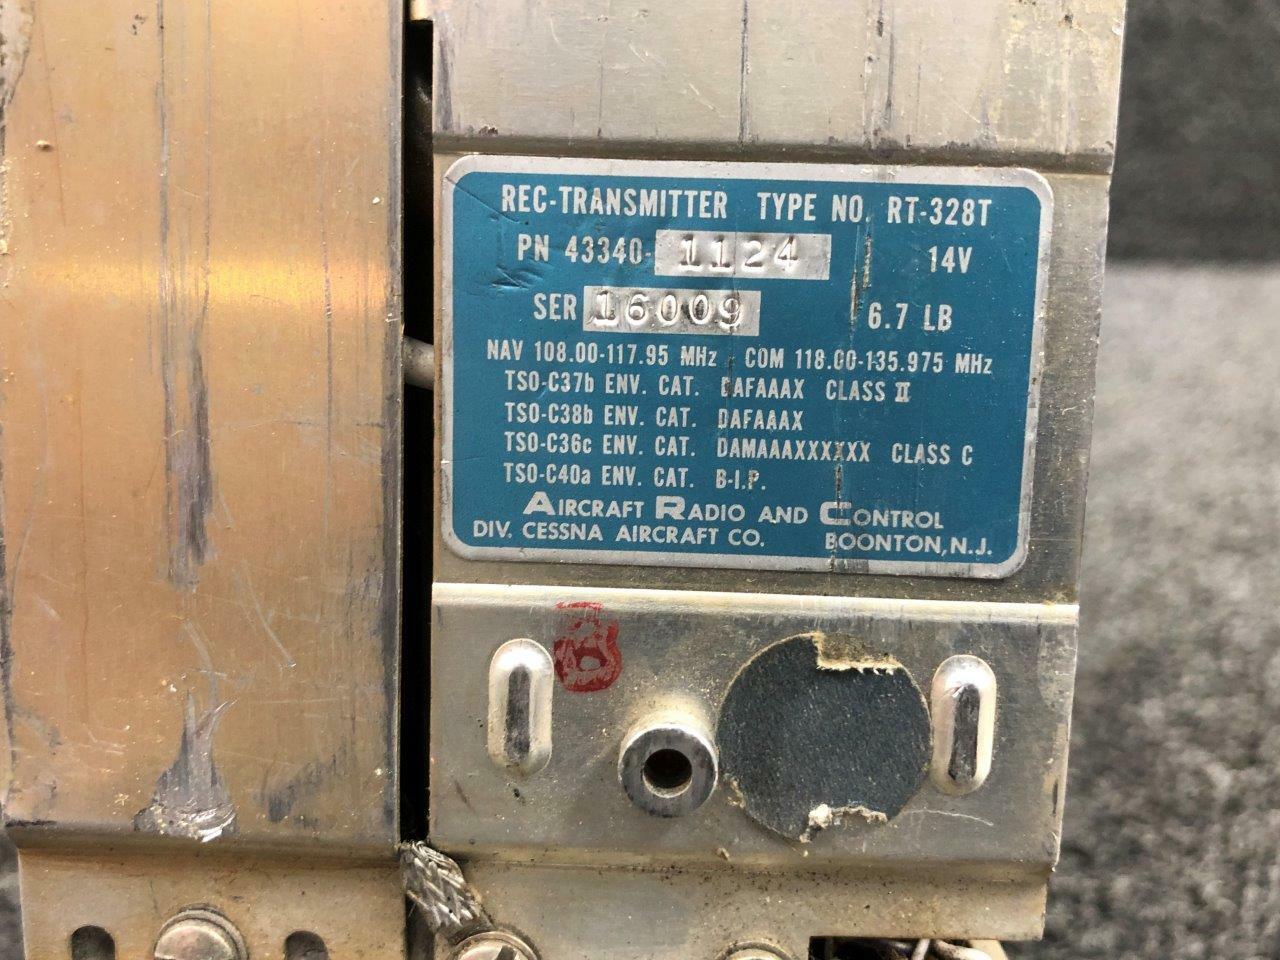 REC-TRANSMITTER TYPE NO. RT-328T
PN 43340-1124 14V
SER 16009 6.7 LB
NAV 108.00-117.95 MHz COM 118.00-135.975 MHz
TSO-C37b ENV. CAT. DAFAAAX CLASS II
TSO-C38b ENV. CAT. DAFAAAX
TSO-C36c ENV. CAT. DAMAAAXXXXXX CLASS C
TSO-C40a ENV. CAT. B-I.P.
AIRCRAFT RADIO AND CONTROL
DIV. CESSNA AIRCRAFT CO. BOONTON, N.J.